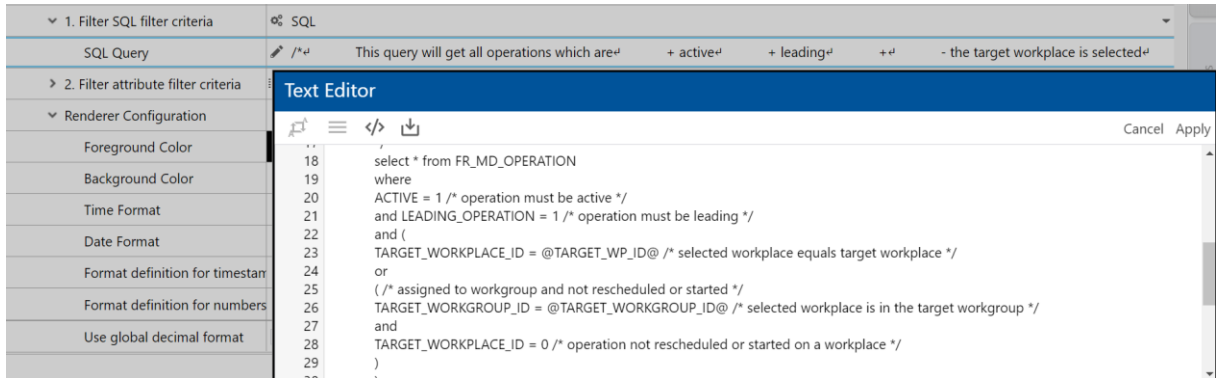 1. Filter SQL filter criteria SQL
SQL Query /*↵ This query will get all operations which are↵ + active↵ + leading↵ +↵ - the target workplace is selected↵
2. Filter attribute filter criteria
Text Editor
Renderer Configuration
</> Cancel Apply
Foreground Color
18 select * from FR_MD_OPERATION
19 where
Background Color
20 ACTIVE = 1 /* operation must be active */
21 and LEADING_OPERATION = 1 /* operation must be leading */
Time Format
22 and (
Date Format
23 TARGET_WORKPLACE_ID = @TARGET_WP_ID@ /* selected workplace equals target workplace */
24 or
Format definition for timestam
25 ( /* assigned to workgroup and not rescheduled or started */
Format definition for numbers
26 TARGET_WORKGROUP_ID = @TARGET_WORKGROUP_ID@ /* selected workplace is in the target workgroup */
27 and
Use global decimal format
28 TARGET_WORKPLACE_ID = 0 /* operation not rescheduled or started on a workplace */
29 )